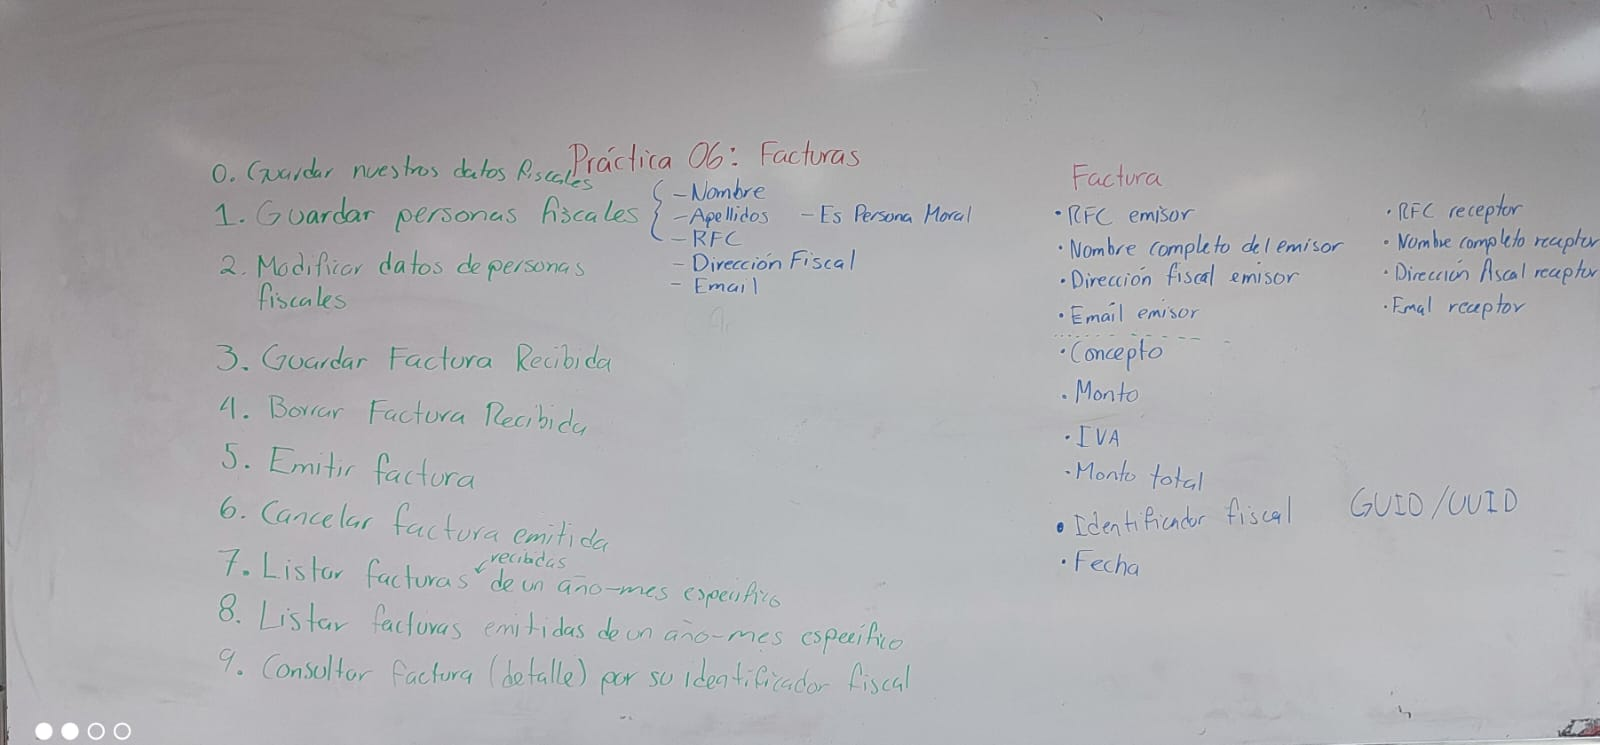 Práctica 06: Facturas
0. Guardar nuestros datos fiscales
1. Guardar personas fiscales
- Nombre
- Apellidos - Es Persona Moral
- RFC
- Dirección Fiscal
- Email
2. Modificar datos de personas
fiscales
3. Guardar Factura Recibida
4. Borrar Factura Recibida
5. Emitir factura
6. Cancelar factura emitida
7. Listar facturas recibidas de un año-mes especifico
8. Listar facturas emitidas de un año-mes especifico
9. Consultar factura (detalle) por su identificador fiscal
Factura
· RFC emisor
· Nombre completo del emisor
· Dirección fiscal emisor
· Email emisor
· Concepto
· Monto
· IVA
· Monto total
• Identificador fiscal GUID/UUID
· Fecha
· RFC receptor
· Nombre completo receptor
· Dirección fiscal receptor
· Emal receptor